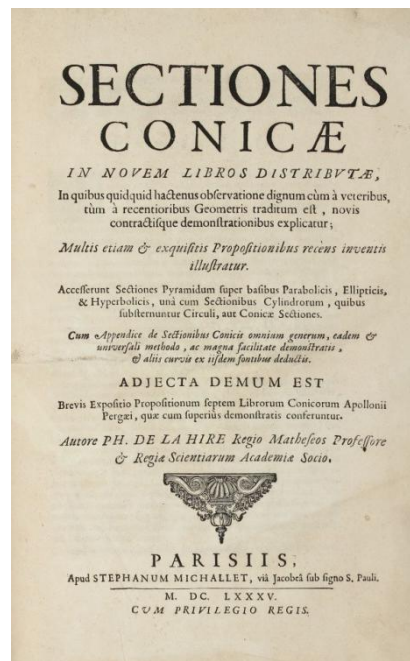 SECTIONES
CONICÆ
IN NOVEM LIBROS DISTRIBVTÆ,
In quibus quidquid hactenus observatione dignum cùm à veteribus,
tùm à recentioribus Geometris traditum est, novis
contractisque demonstrationibus explicatur;
Multis etiam & exquisitis Propositionibus recèns inventis
illustratur.
Accesserunt Sectiones Pyramidum super basibus Parabolicis, Ellipticis,
& Hyperbolicis, unà cum Sectionibus Cylindrorum, quibus
substernuntur Circuli, aut Conicæ Sectiones.
Cum Appendice de Sectionibus Conicis omnium generum, eadem &
universali methodo, ac magna facilitate demonstratis,
& aliis curvis ex iisdem fontibus deductis.
ADJECTA DEMUM EST
Brevis Expositio Propositionum septem Librorum Conicorum Apollonii
Pergæi, quæ cum superiùs demonstratis conferuntur.
Autore PH. DE LA HIRE Regio Matheseos Professore
& Regiæ Scientiarum Academiæ Socio.
PARISIIS,
Apud STEPHANUM MICHALLET, viâ Jacobeâ sub signo S. Pauli.
M. DC. LXXXV.
CVM PRIVILEGIO REGIS.